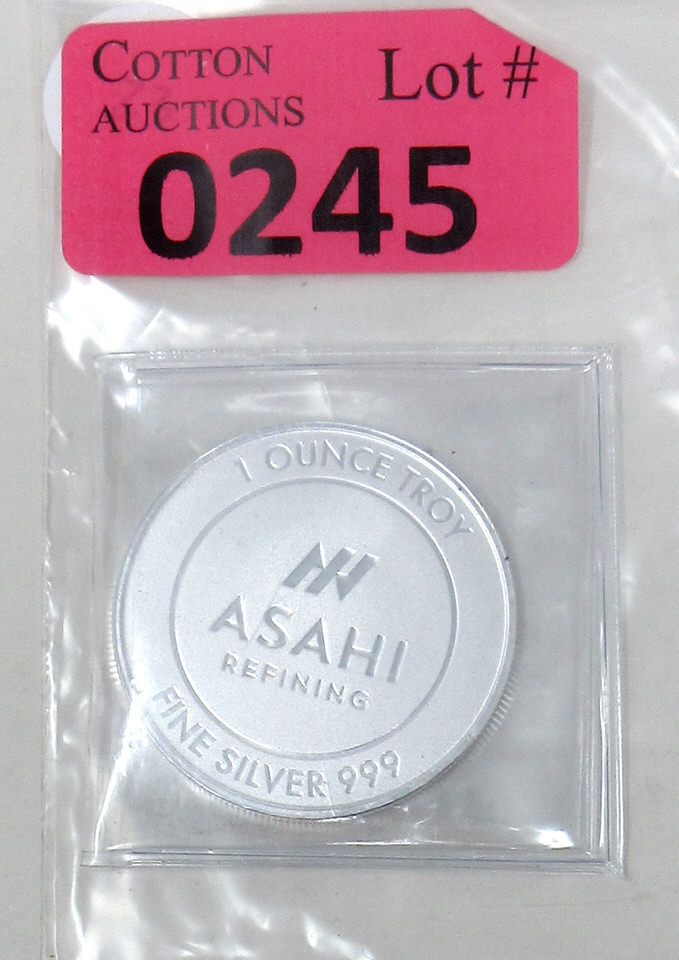 COTTON
AUCTIONS
Lot #
0245
1 OUNCE TROY
ASAHI
REFINING
FINE SILVER 999